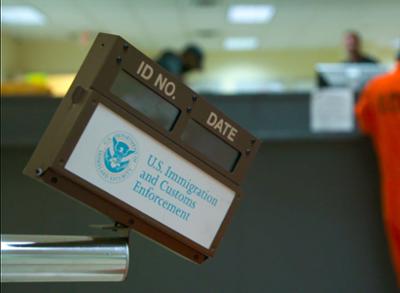 ID NO.
DATE
U.S. Immigration
and Customs
Enforcement